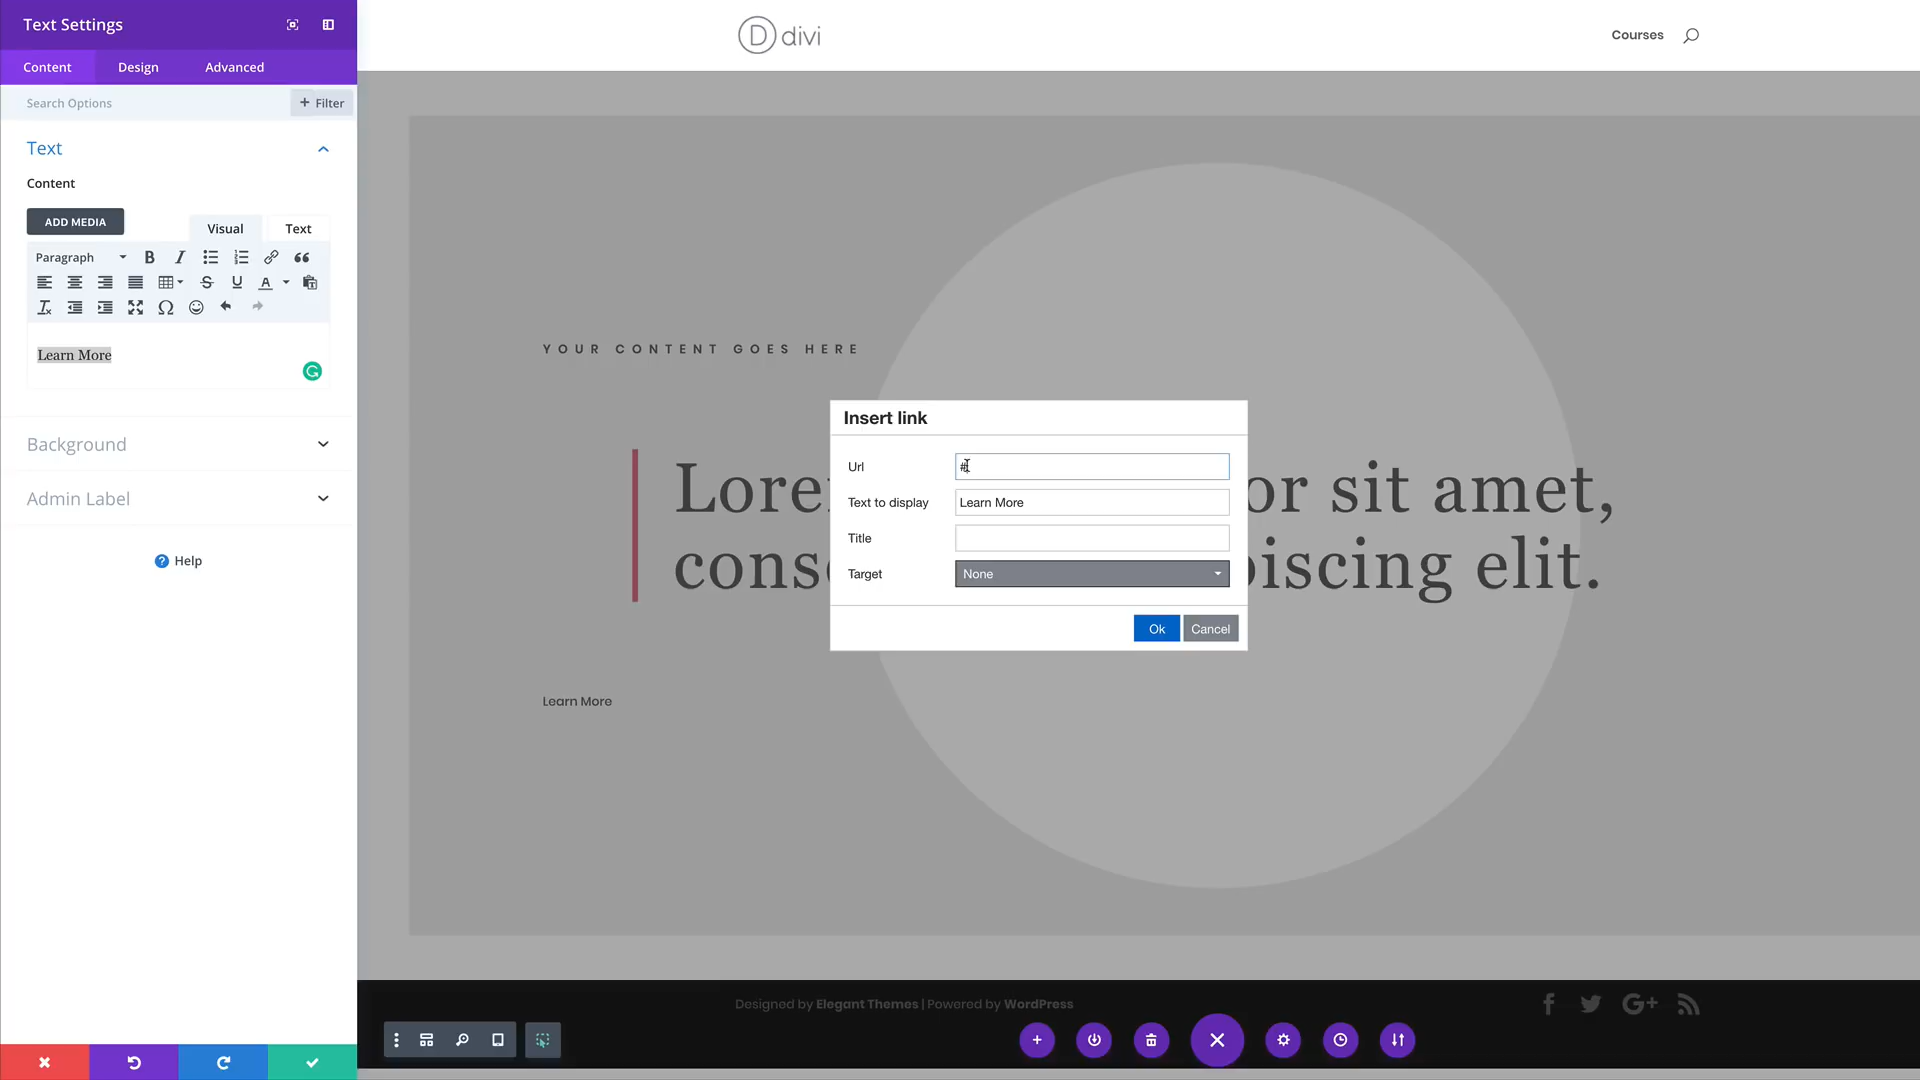 Text Settings
Content
Design
Advanced
Search Options
+ Filter
Text
Content
ADD MEDIA
Visual
Text
Paragraph
Learn More
Background
Admin Label
Help
divi
Courses
YOUR CONTENT GOES HERE
Lore
or sit amet,
cons
piscing elit.
Learn More
Insert link
Url
#
Text to display
Learn More
Title
Target
None
Ok
Cancel
Designed by Elegant Themes | Powered by WordPress